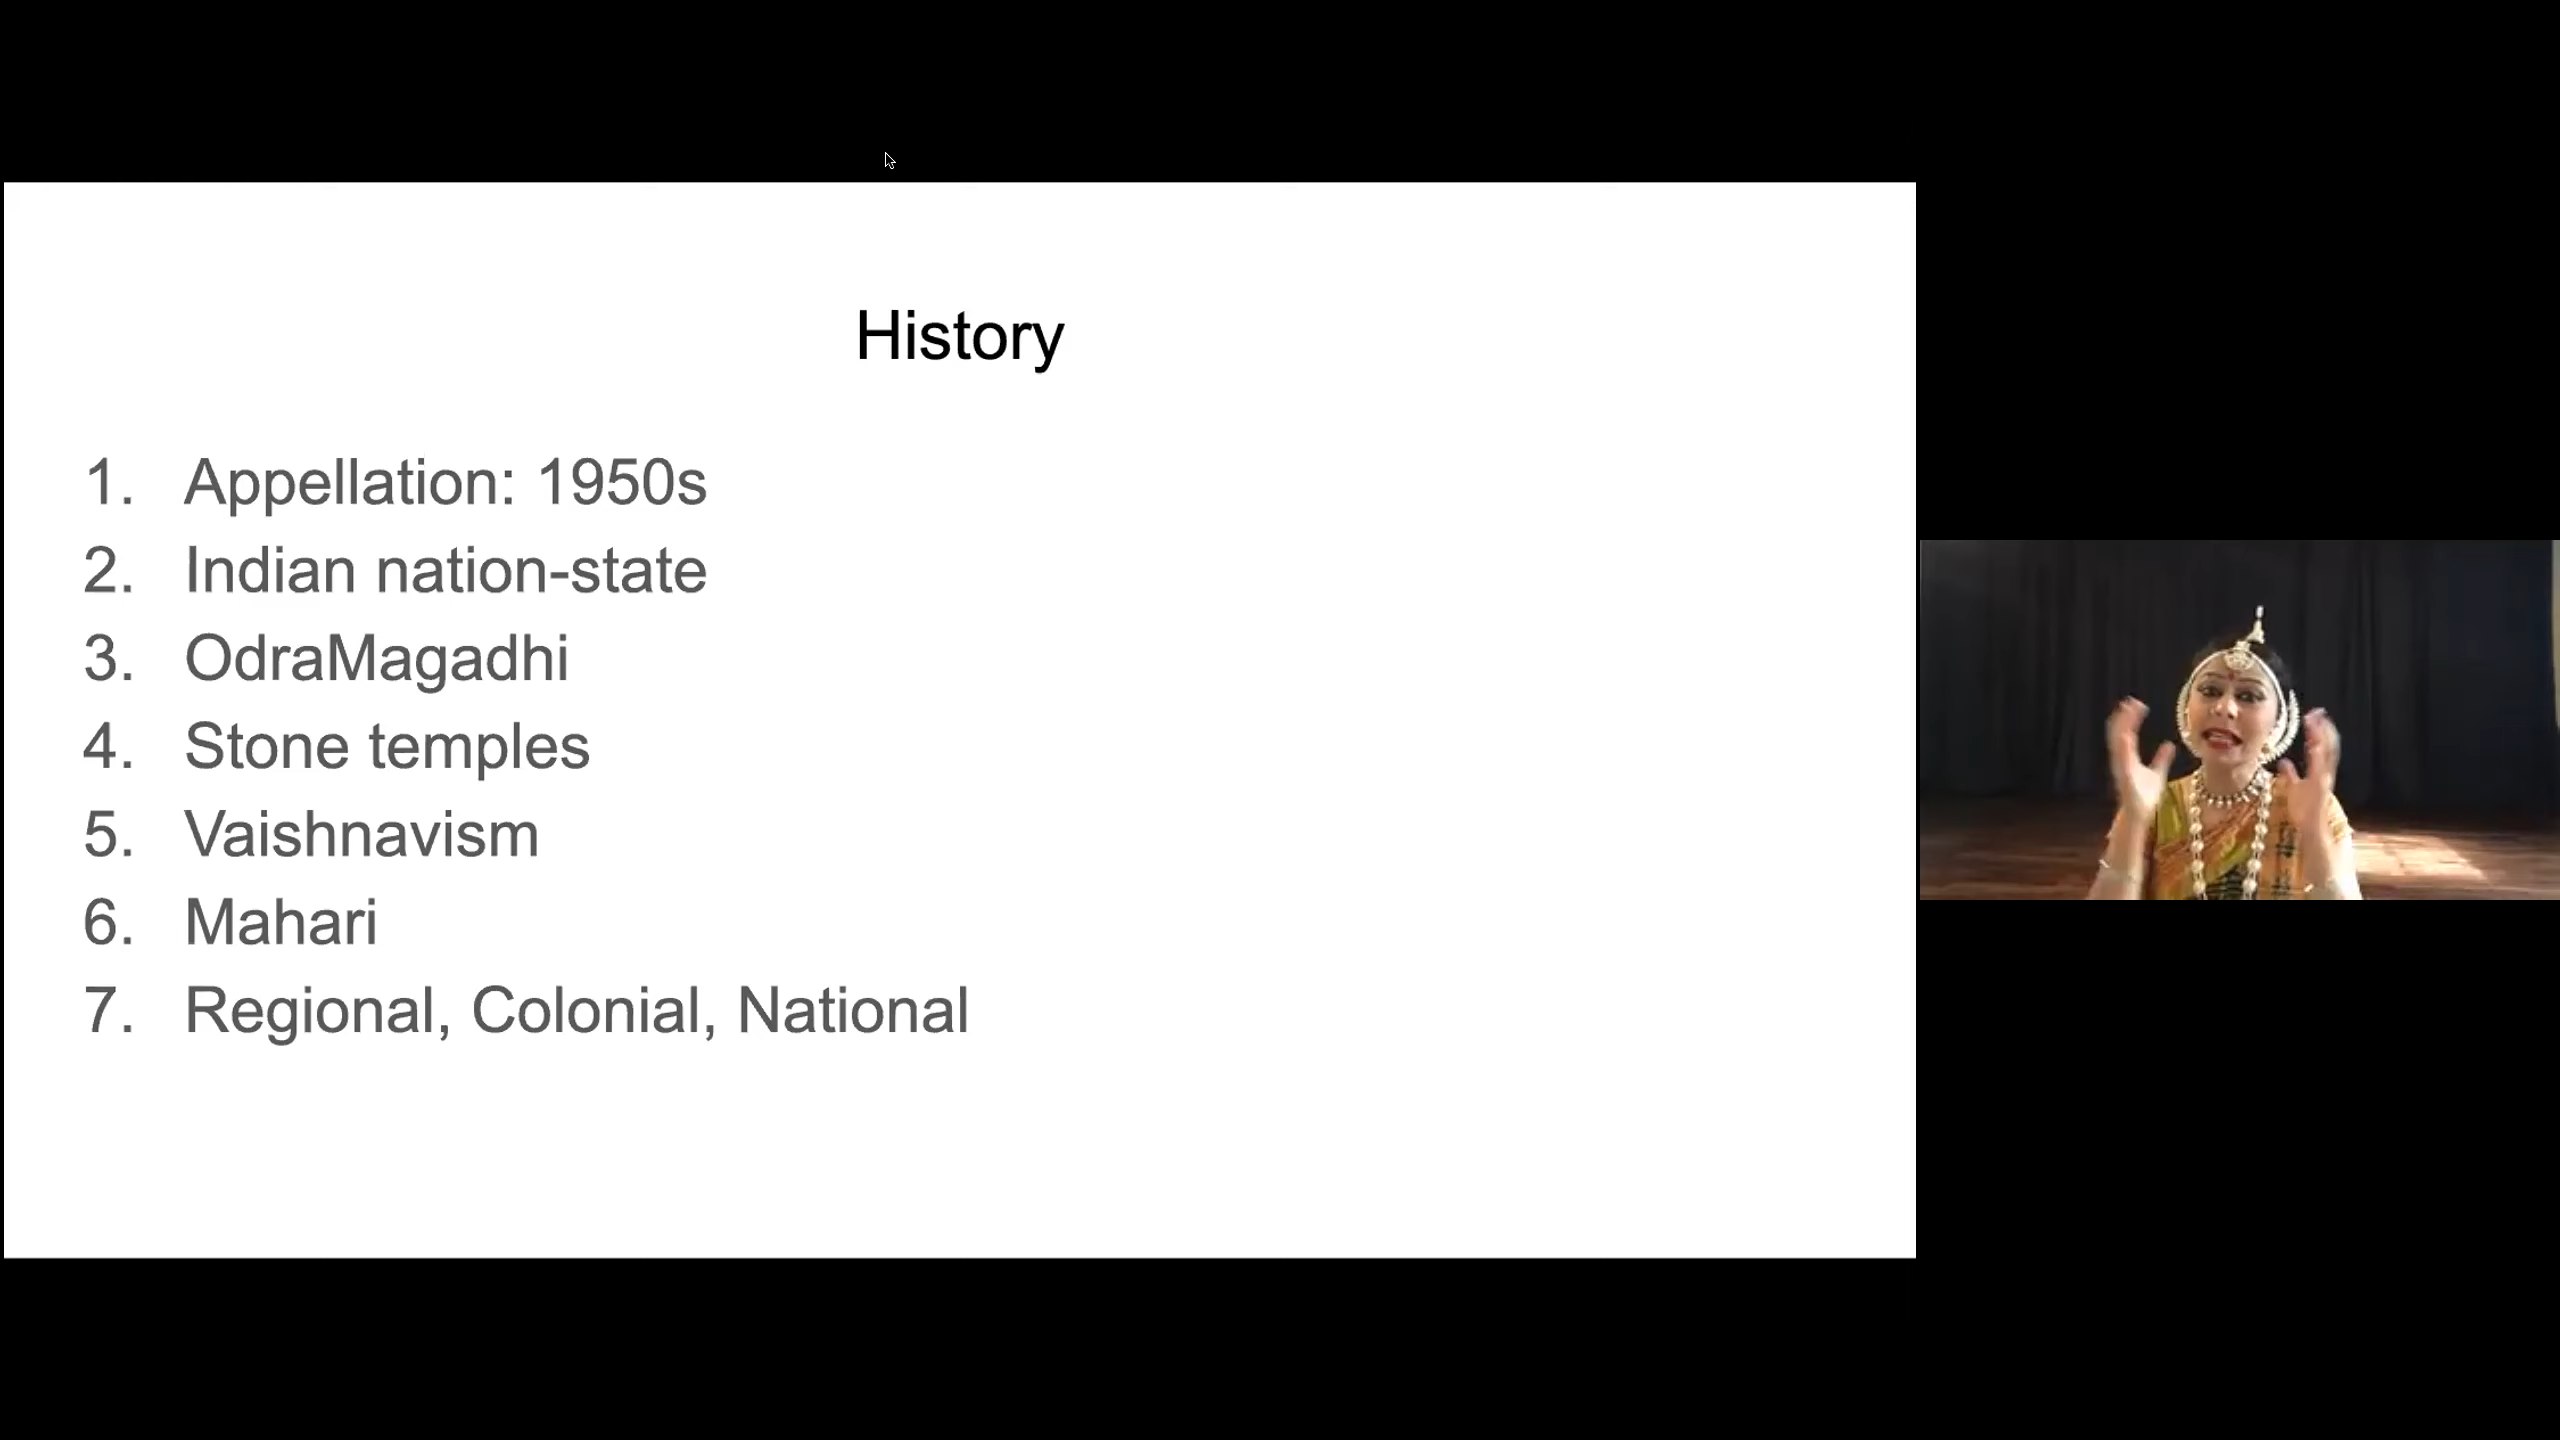 History
1. Appellation: 1950s
2. Indian nation-state
3. OdraMagadhi
4. Stone temples
5. Vaishnavism
6. Mahari
7. Regional, Colonial, National